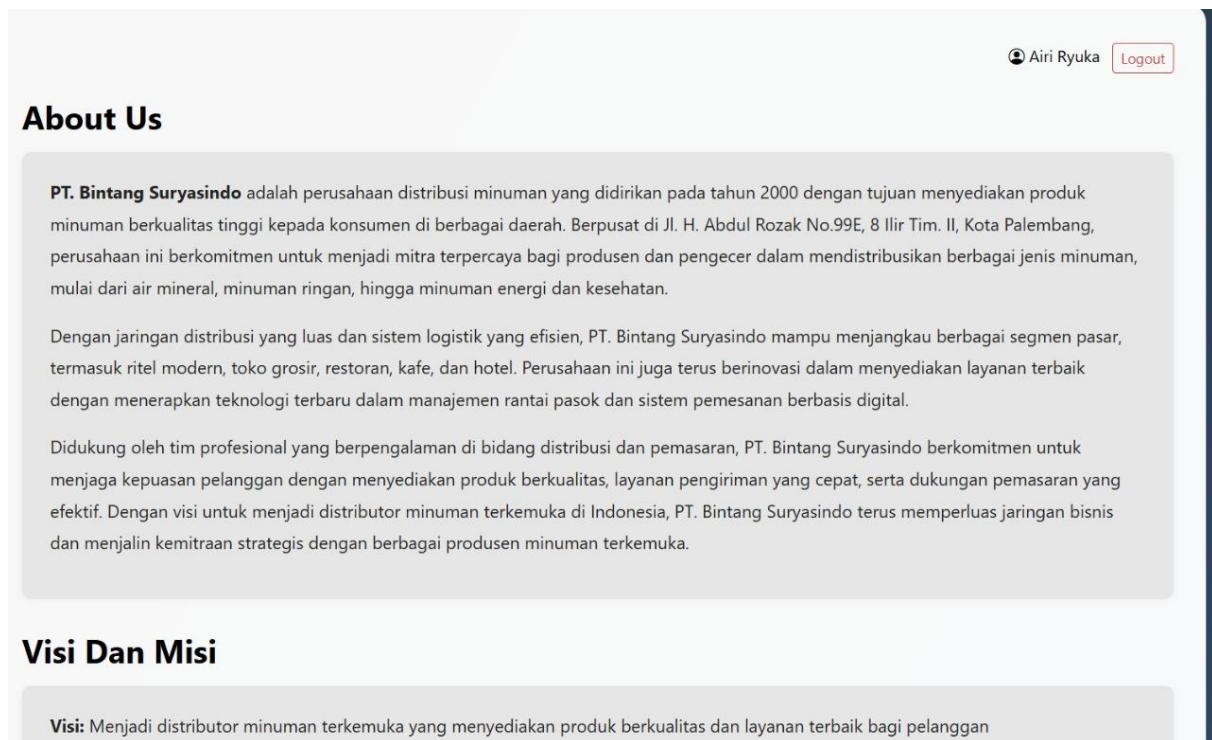 Airi Ryuka Logout
About Us
PT. Bintang Suryasindo adalah perusahaan distribusi minuman yang didirikan pada tahun 2000 dengan tujuan menyediakan produk
minuman berkualitas tinggi kepada konsumen di berbagai daerah. Berpusat di Jl. H. Abdul Rozak No.99E, 8 Ilir Tim. II, Kota Palembang,
perusahaan ini berkomitmen untuk menjadi mitra terpercaya bagi produsen dan pengecer dalam mendistribusikan berbagai jenis minuman,
mulai dari air mineral, minuman ringan, hingga minuman energi dan kesehatan.
Dengan jaringan distribusi yang luas dan sistem logistik yang efisien, PT. Bintang Suryasindo mampu menjangkau berbagai segmen pasar,
termasuk ritel modern, toko grosir, restoran, kafe, dan hotel. Perusahaan ini juga terus berinovasi dalam menyediakan layanan terbaik
dengan menerapkan teknologi terbaru dalam manajemen rantai pasok dan sistem pemesanan berbasis digital.
Didukung oleh tim profesional yang berpengalaman di bidang distribusi dan pemasaran, PT. Bintang Suryasindo berkomitmen untuk
menjaga kepuasan pelanggan dengan menyediakan produk berkualitas, layanan pengiriman yang cepat, serta dukungan pemasaran yang
efektif. Dengan visi untuk menjadi distributor minuman terkemuka di Indonesia, PT. Bintang Suryasindo terus memperluas jaringan bisnis
dan menjalin kemitraan strategis dengan berbagai produsen minuman terkemuka.
Visi Dan Misi
Visi: Menjadi distributor minuman terkemuka yang menyediakan produk berkualitas dan layanan terbaik bagi pelanggan